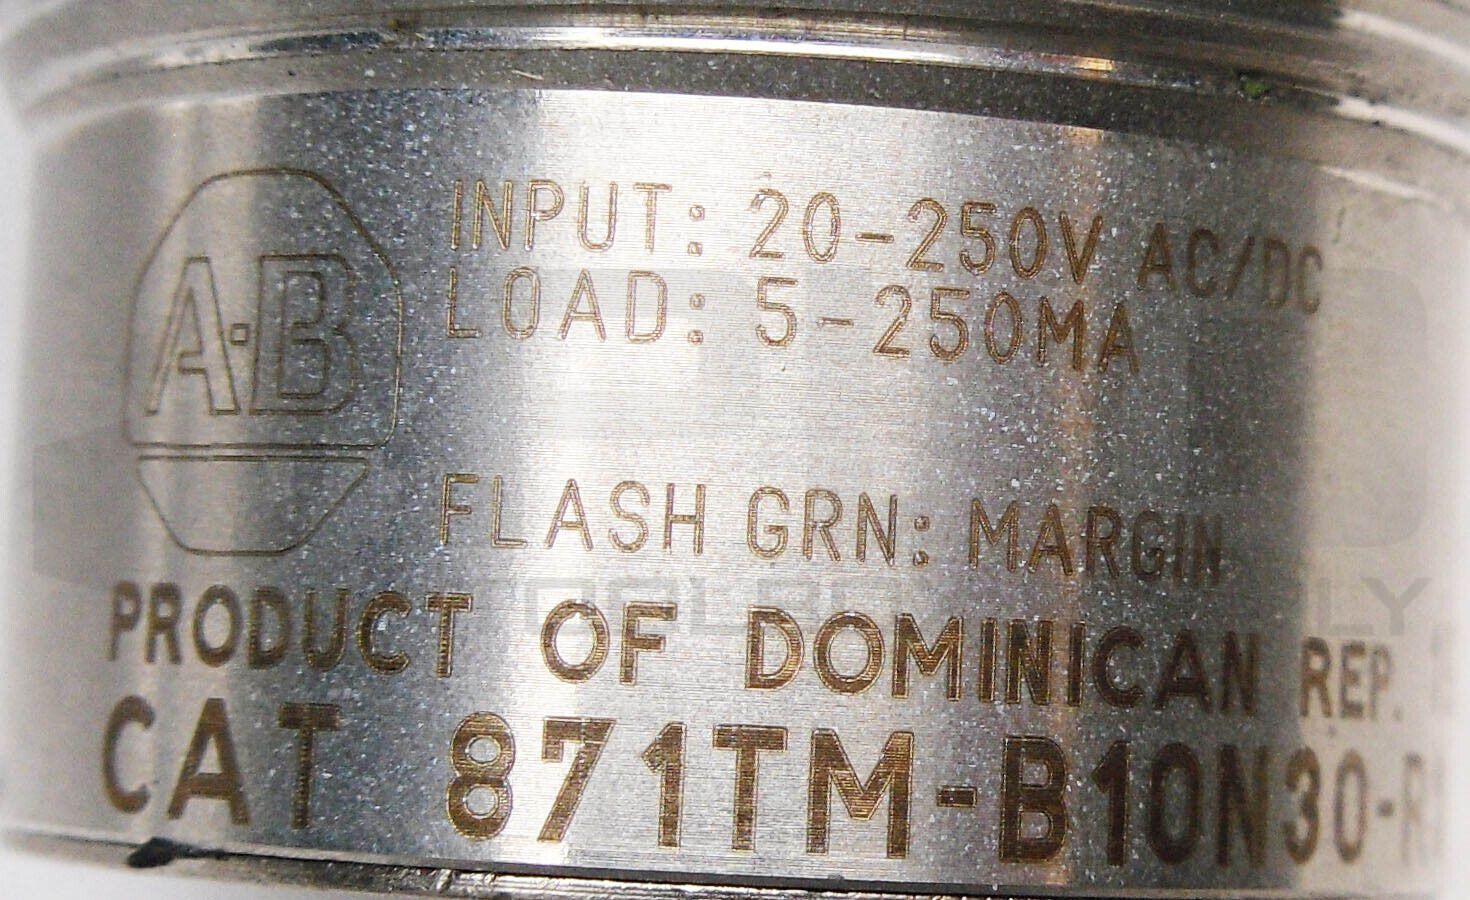 A-B
INPUT: 20-250V AC/DC
LOAD: 5-250MA
FLASH GRN: MARGIN
PRODUCT OF DOMINICAN REP.
CAT 871TM-B10N30-R